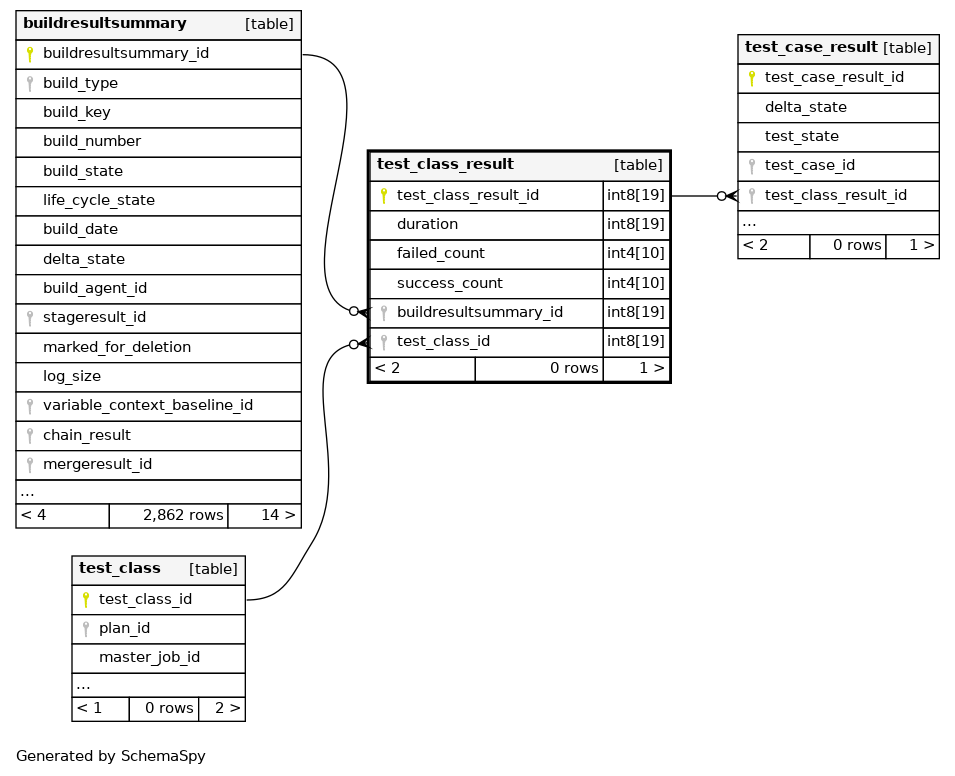 buildresultsummary [table]
buildresultsummary_id
build_type
build_key
build_number
build_state
life_cycle_state
build_date
delta_state
build_agent_id
stageresult_id
marked_for_deletion
log_size
variable_context_baseline_id
chain_result
mergeresult_id
...
< 4 2,862 rows 14 >
test_class [table]
test_class_id
plan_id
master_job_id
...
< 1 0 rows 2 >
test_class_result [table]
test_class_result_id int8[19]
duration int8[19]
failed_count int4[10]
success_count int4[10]
buildresultsummary_id int8[19]
test_class_id int8[19]
< 2 0 rows 1 >
test_case_result [table]
test_case_result_id
delta_state
test_state
test_case_id
test_class_result_id
...
< 2 0 rows 1 >
Generated by SchemaSpy